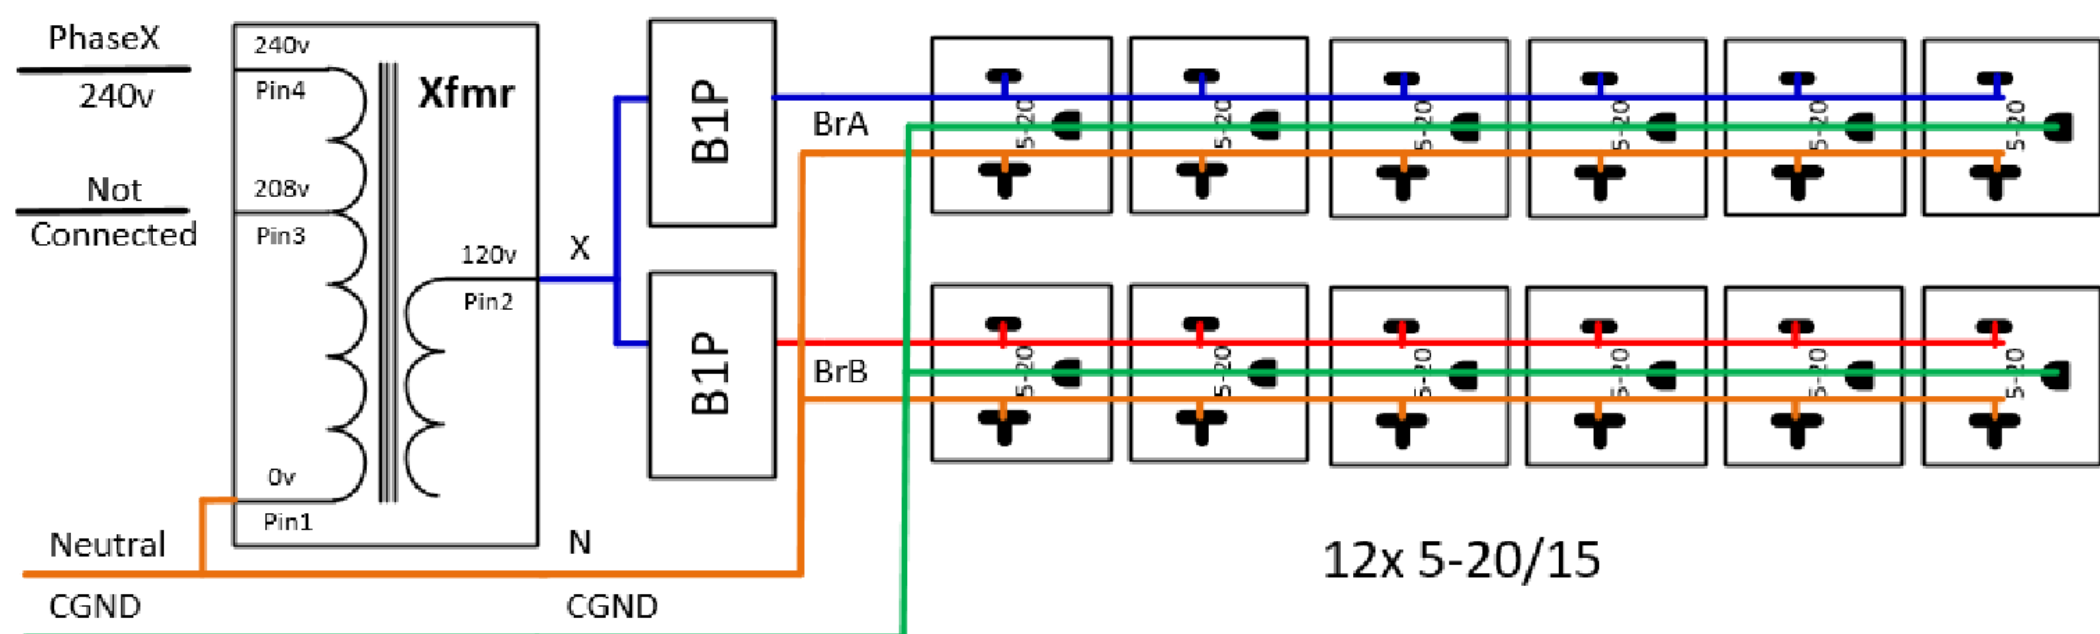 PhaseX
240v
Not
Connected
Neutral
CGND
240v
Pin4
Xfmr
208v
Pin3
120v
Pin2
0v
Pin1
X
N
CGND
B1P
B1P
BrA
BrB
5-20
5-20
5-20
5-20
5-20
5-20
5-20
5-20
5-20
5-20
5-20
5-20
12x 5-20/15